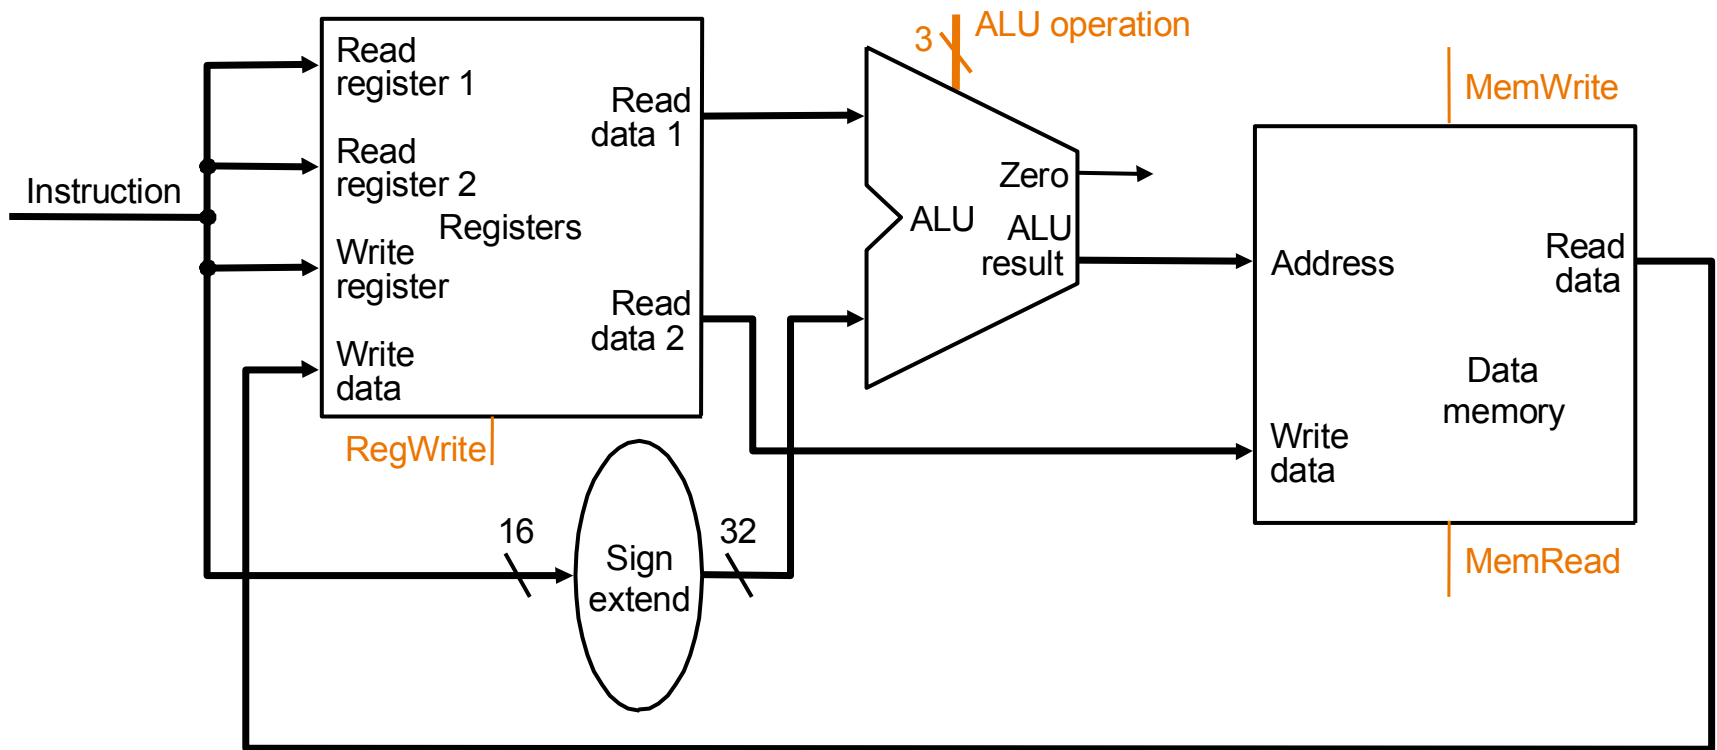 Instruction
Read
register 1
Read
register 2
Registers
Write
register
Write
data
Read
data 1
Read
data 2
RegWrite
16
Sign
extend
32
3
ALU operation
Zero
ALU
ALU
result
MemWrite
Address
Read
data
Data
memory
Write
data
MemRead